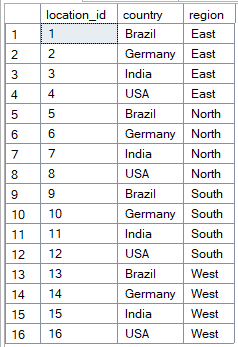 location_id country region
1 1 Brazil East
2 2 Germany East
3 3 India East
4 4 USA East
5 5 Brazil North
6 6 Germany North
7 7 India North
8 8 USA North
9 9 Brazil South
10 10 Germany South
11 11 India South
12 12 USA South
13 13 Brazil West
14 14 Germany West
15 15 India West
16 16 USA West